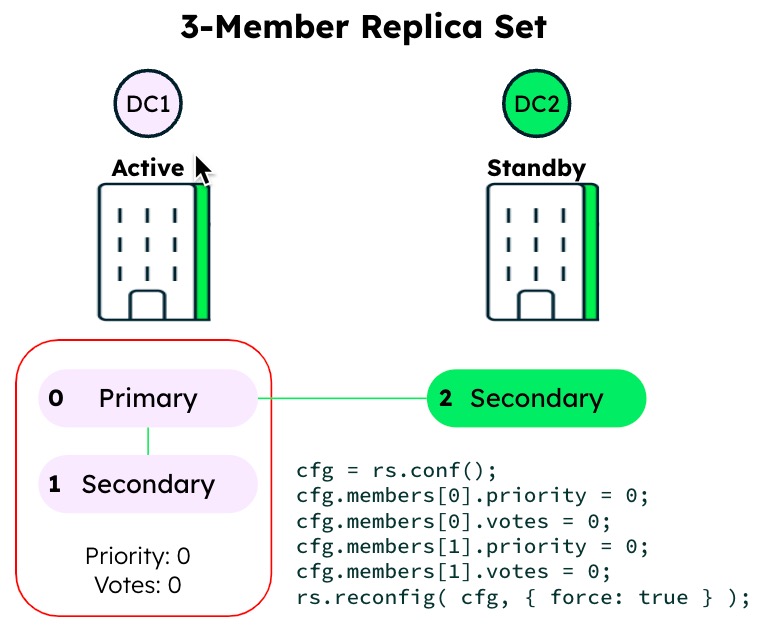 3-Member Replica Set
DC1
DC2
Active
Standby
0 Primary
2 Secondary
1 Secondary
Priority: 0
Votes: 0
cfg = rs.conf();
cfg.members[0].priority = 0;
cfg.members[0].votes = 0;
cfg.members[1].priority = 0;
cfg.members[1].votes = 0;
rs.reconfig( cfg, { force: true } );